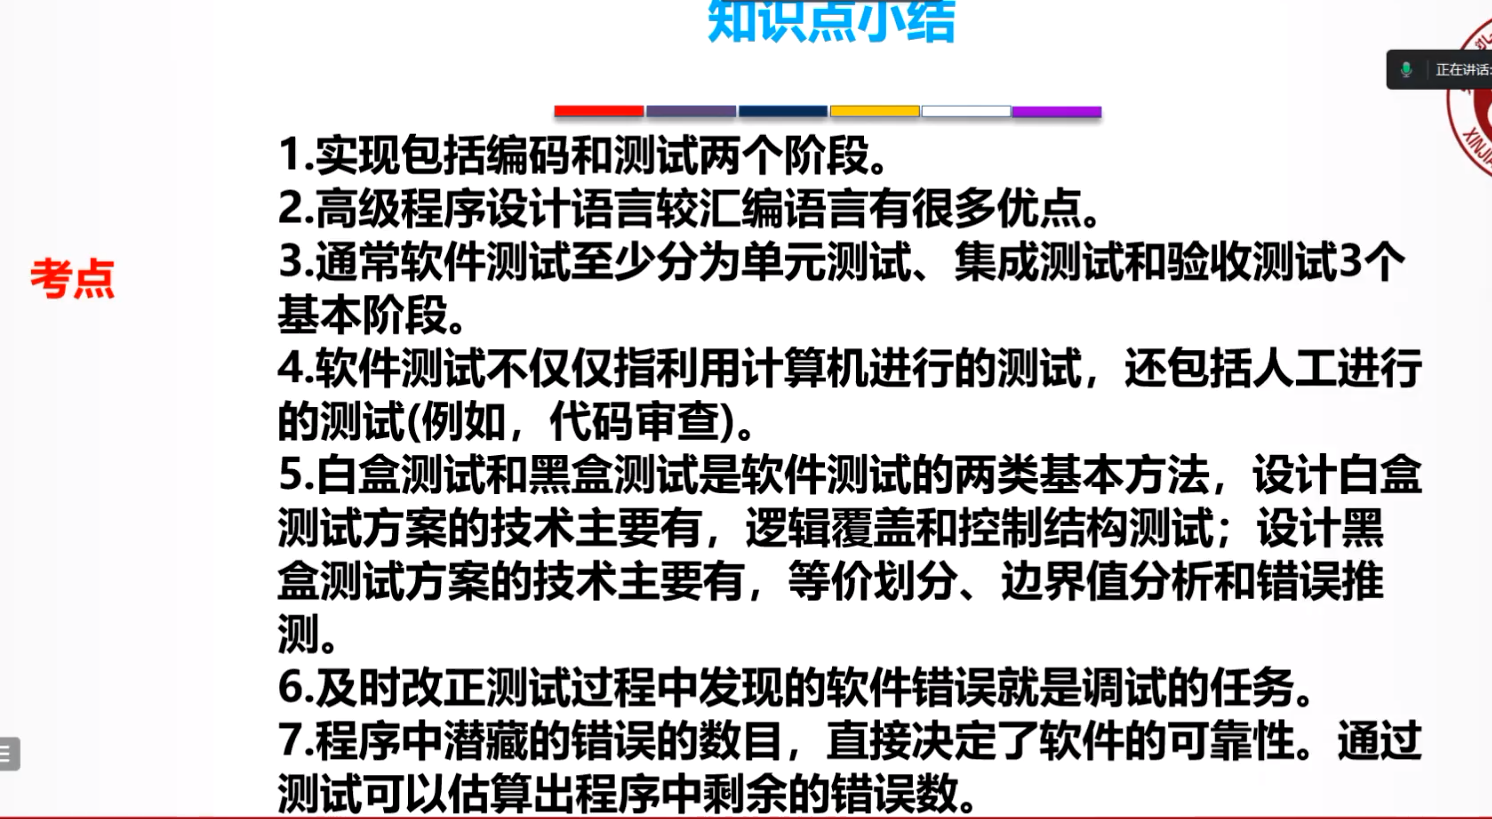 知识点小结
正在讲话:
1.实现包括编码和测试两个阶段。
2.高级程序设计语言较汇编语言有很多优点。
考点
3.通常软件测试至少分为单元测试、集成测试和验收测试3个
基本阶段。
4.软件测试不仅仅指利用计算机进行的测试，还包括人工进行
的测试(例如，代码审查)。
5.白盒测试和黑盒测试是软件测试的两类基本方法，设计白盒
测试方案的技术主要有，逻辑覆盖和控制结构测试；设计黑
盒测试方案的技术主要有，等价划分、边界值分析和错误推
测。
6.及时改正测试过程中发现的软件错误就是调试的任务。
7.程序中潜藏的错误的数目，直接决定了软件的可靠性。通过
测试可以估算出程序中剩余的错误数。